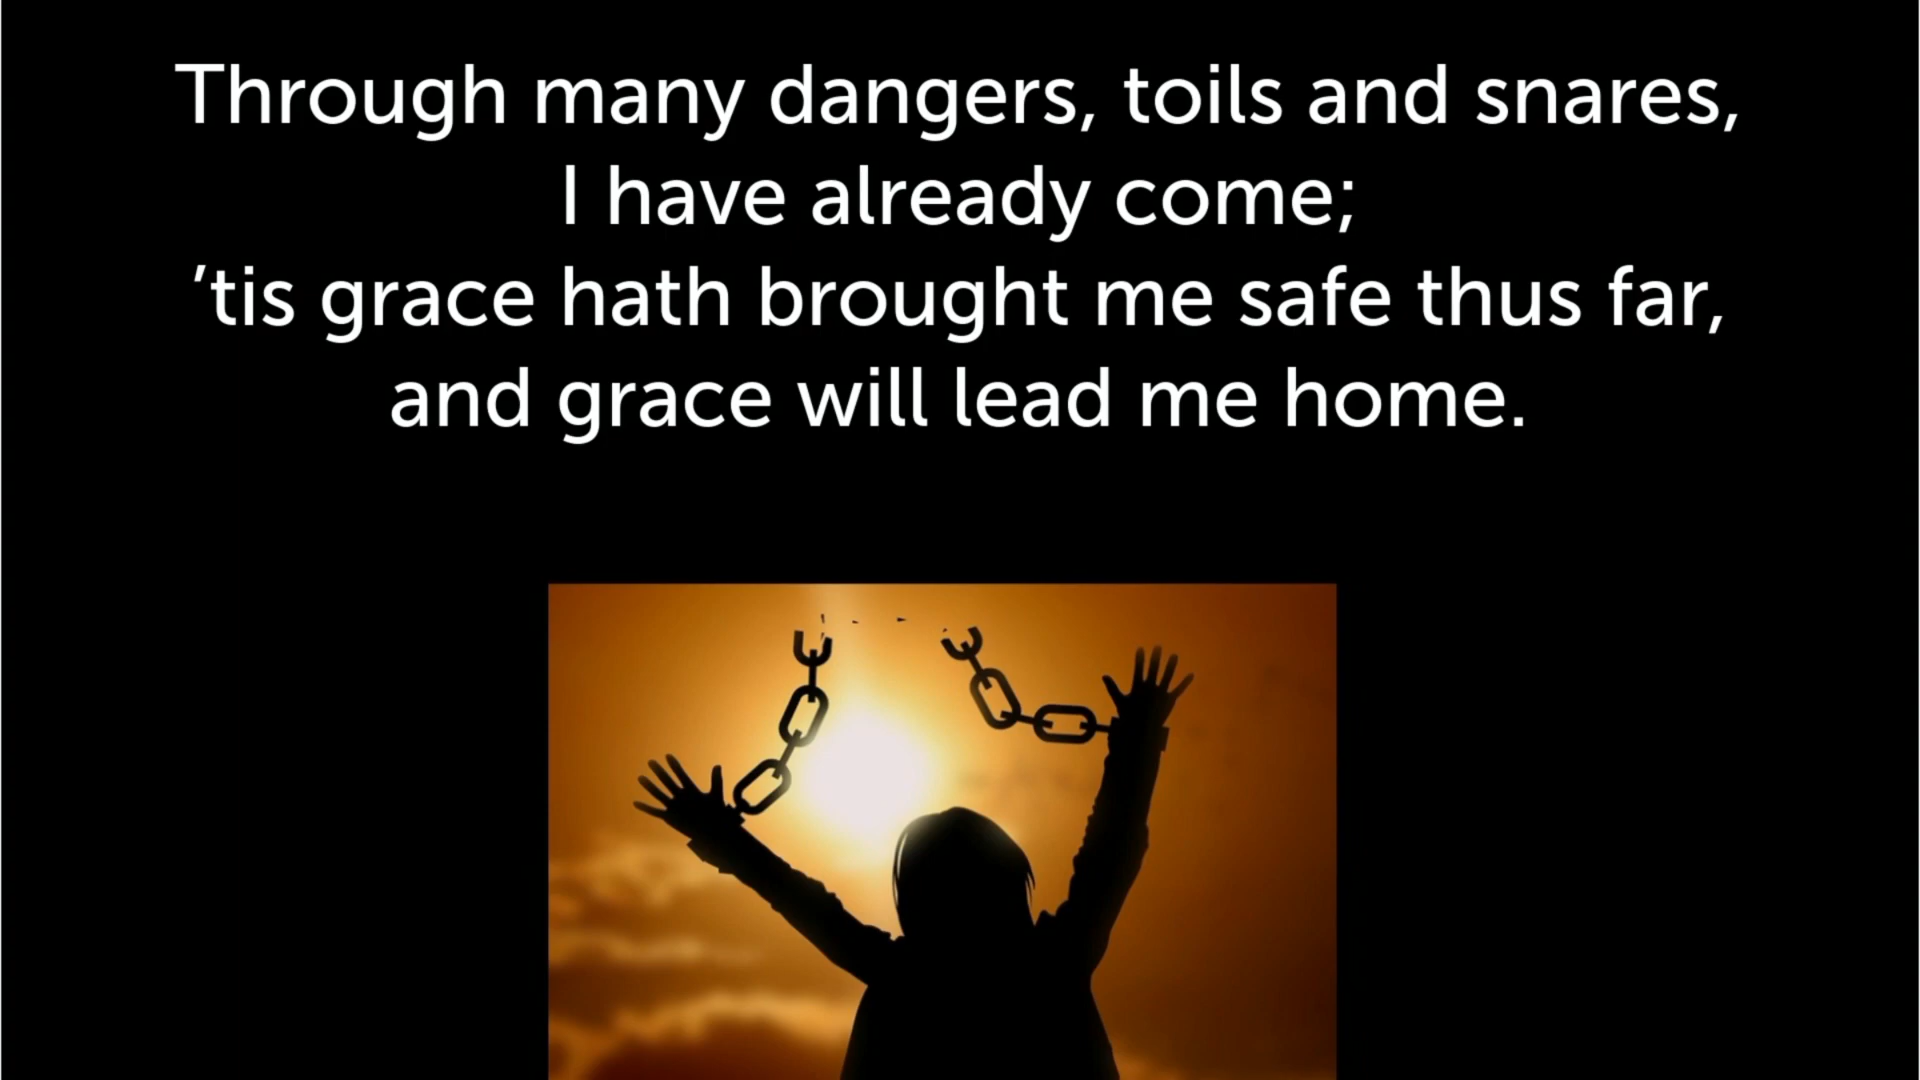 Through many dangers, toils and snares,
I have already come;
’tis grace hath brought me safe thus far,
and grace will lead me home.